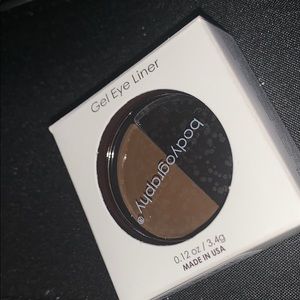 Gel Eye Liner
bodyography®
0.12 oz / 3.4g
MADE IN USA